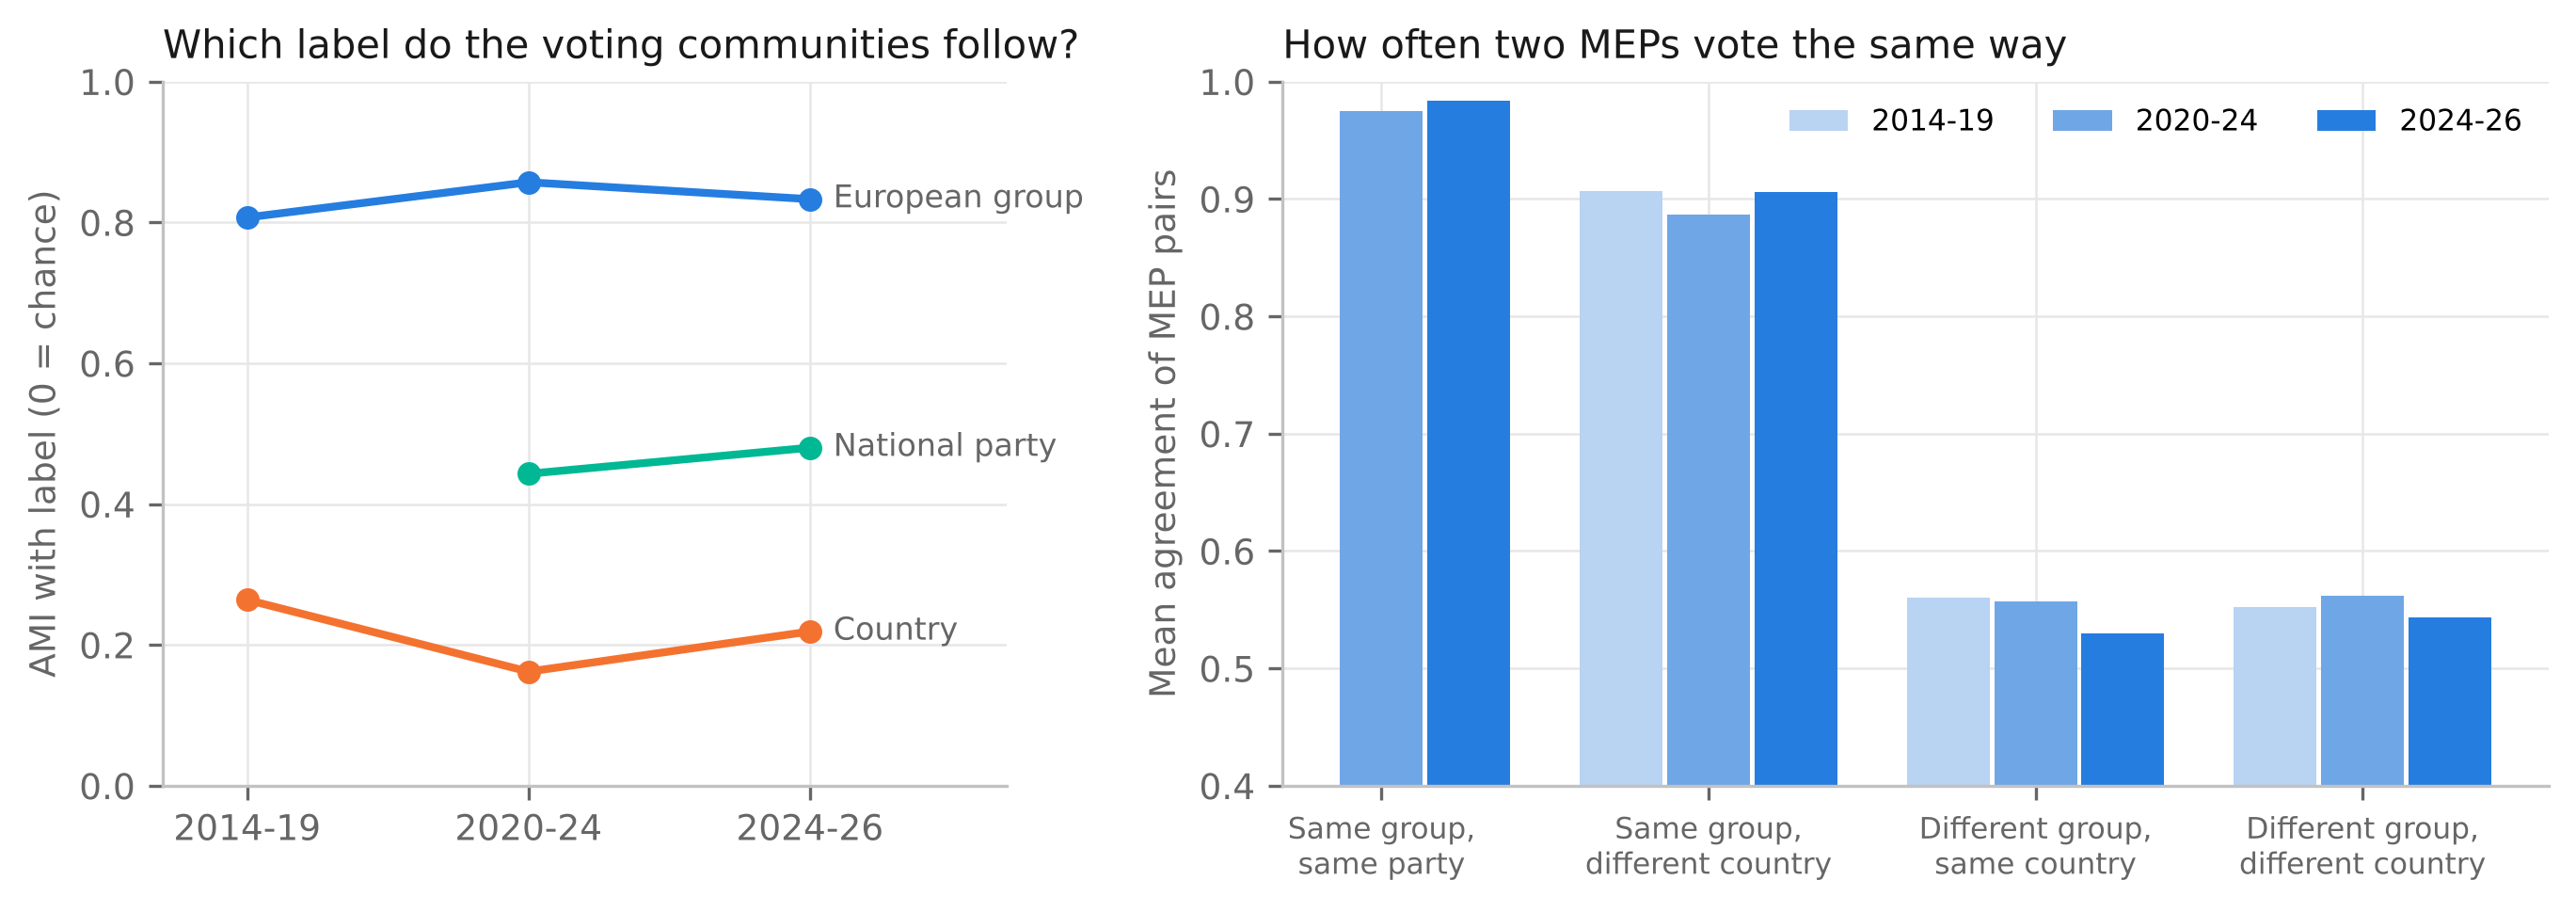 Which label do the voting communities follow?
AMI with label (0 = chance)
1.0
0.8
0.6
0.4
0.2
0.0
European group
National party
Country
2014-19
2020-24
2024-26
How often two MEPs vote the same way
Mean agreement of MEP pairs
1.0
0.9
0.8
0.7
0.6
0.5
0.4
2014-19
2020-24
2024-26
Same group,
same party
Same group,
different country
Different group,
same country
Different group,
different country